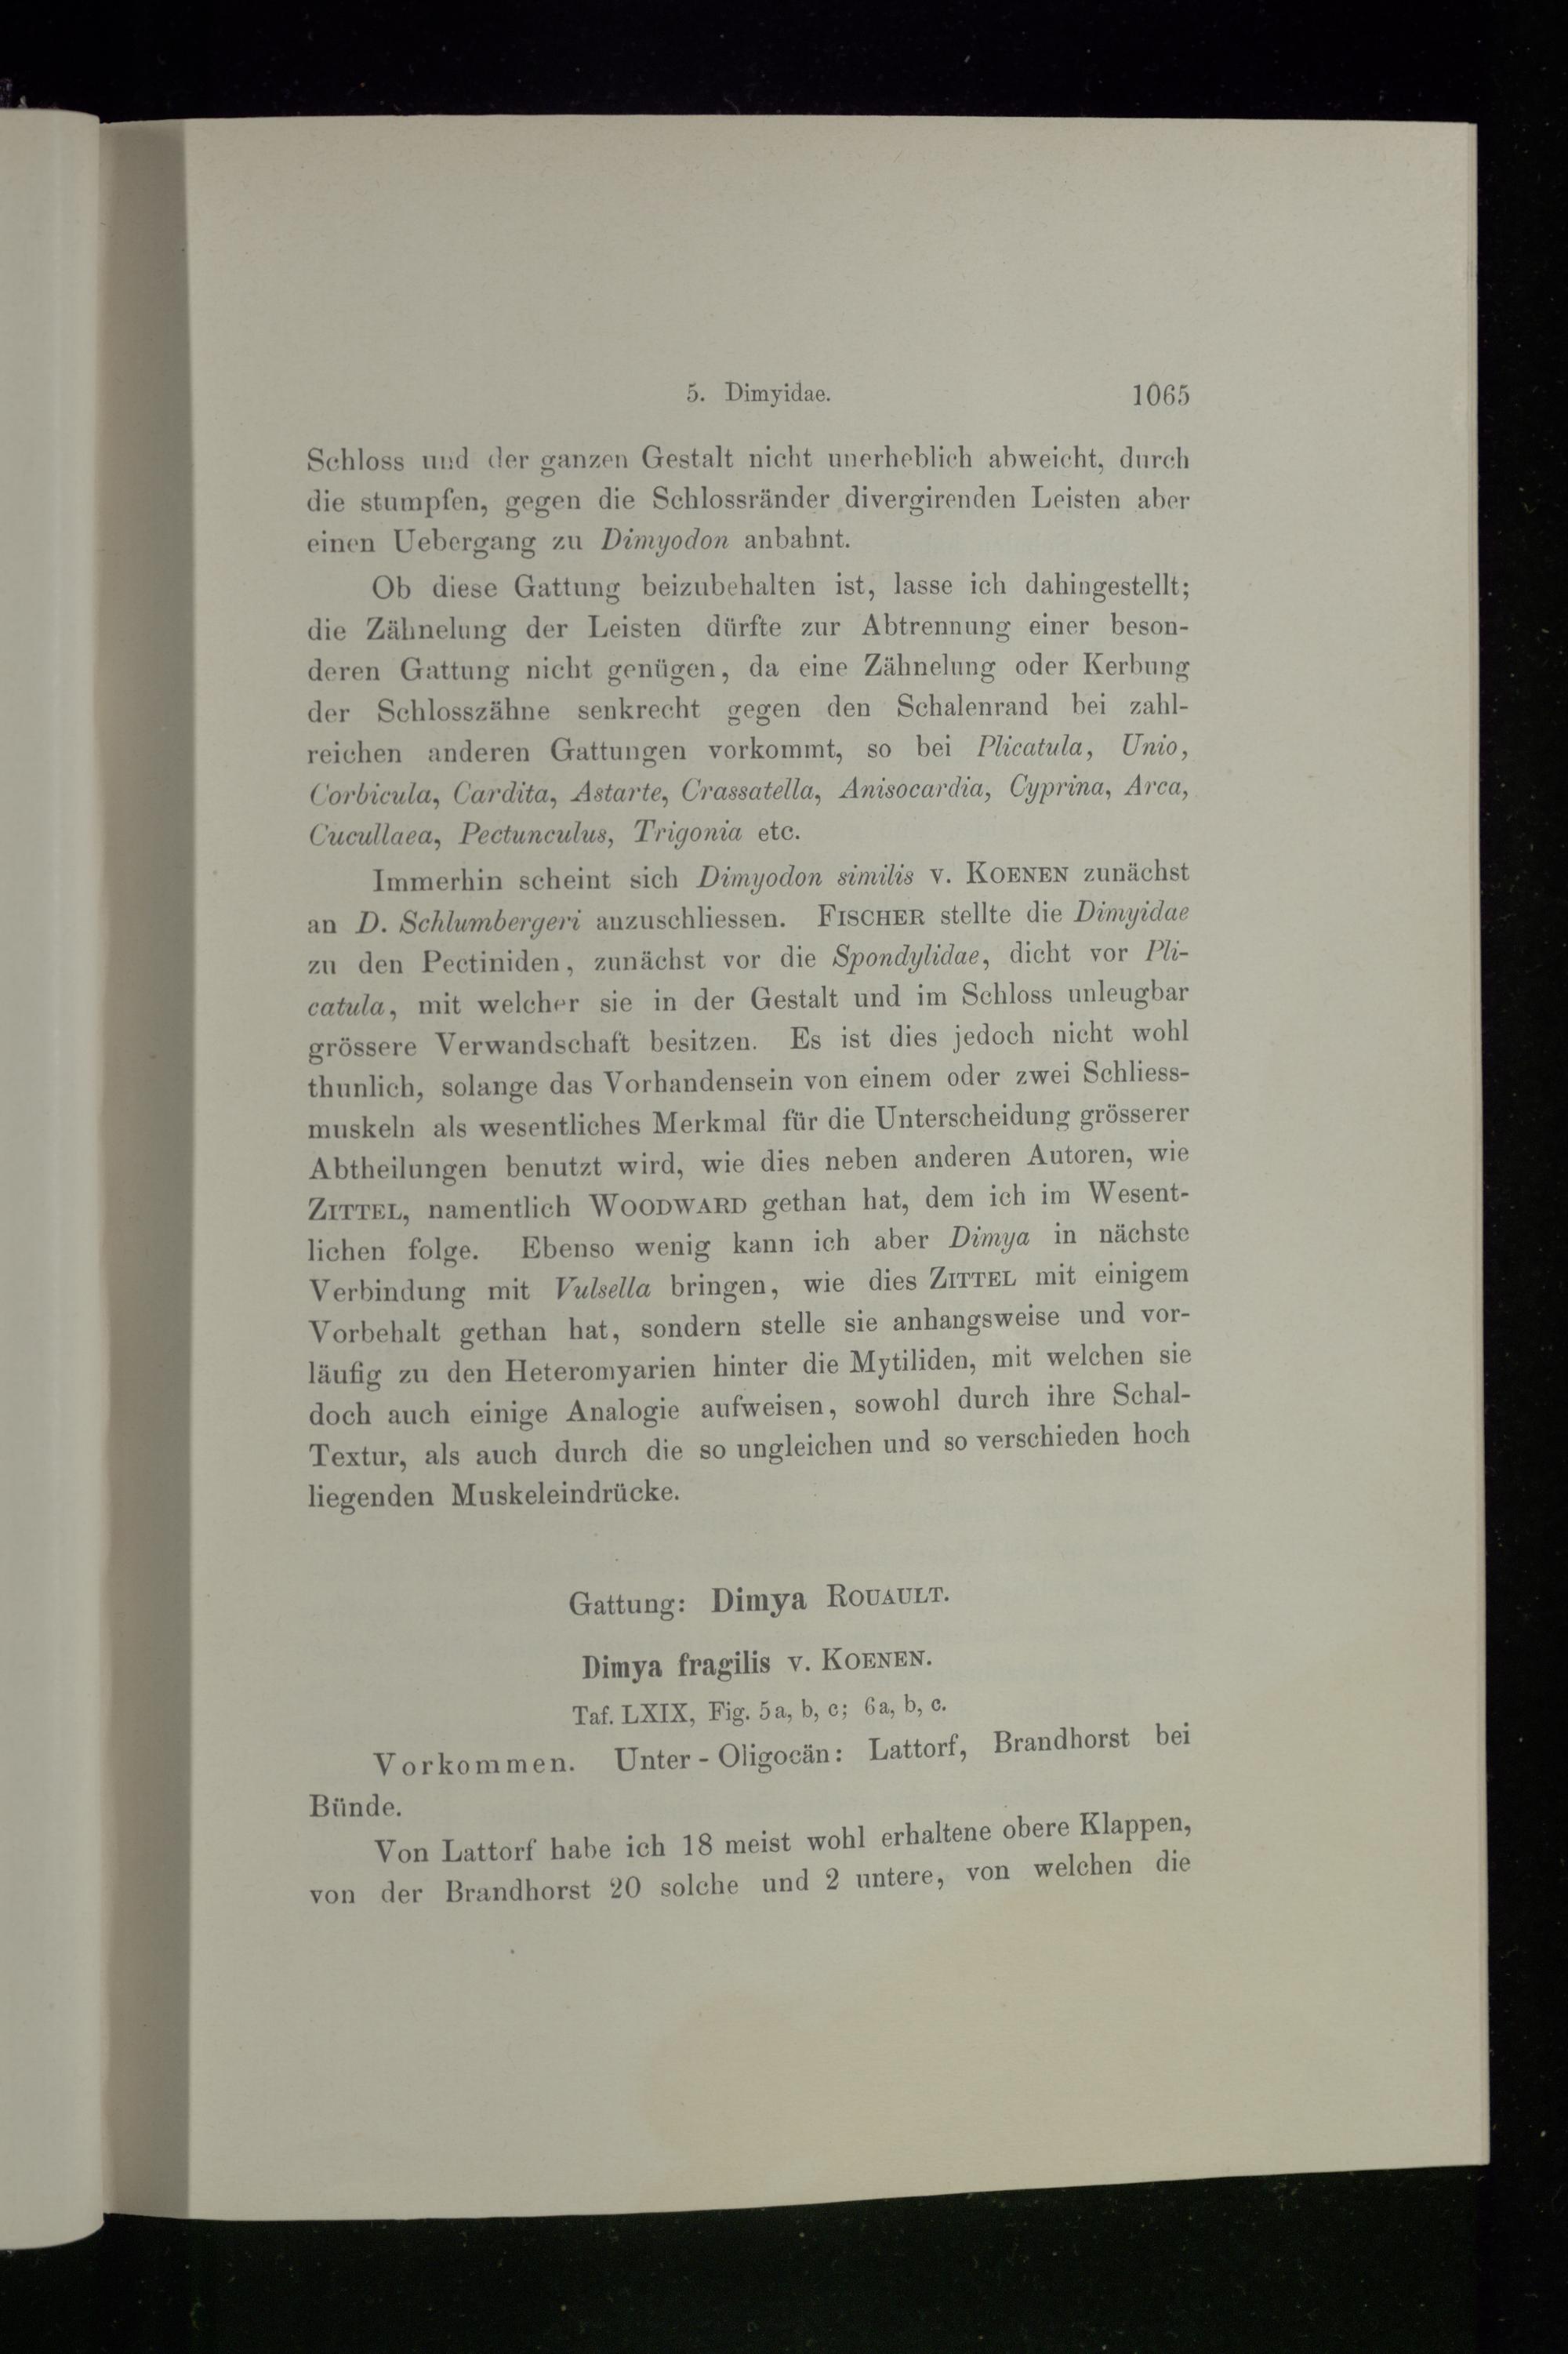 5. Dimyidae. 1065
Schloss und der ganzen Gestalt nicht unerheblich abweicht, durch
die stumpfen, gegen die Schlossränder divergirenden Leisten aber
einen Uebergang zu Dimyodon anbahnt.
Ob diese Gattung beizubehalten ist, lasse ich dahingestellt;
die Zähnelung der Leisten dürfte zur Abtrennung einer beson-
deren Gattung nicht genügen, da eine Zähnelung oder Kerbung
der Schlosszähne senkrecht gegen den Schalenrand bei zahl-
reichen anderen Gattungen vorkommt, so bei Plicatula, Unio,
Corbicula, Cardita, Astarte, Crassatella, Anisocardia, Cyprina, Arca,
Cucullaea, Pectunculus, Trigonia etc.
Immerhin scheint sich Dimyodon similis v. KOENEN zunächst
an D. Schlumbergeri anzuschliessen. FISCHER stellte die Dimyidae
zu den Pectiniden, zunächst vor die Spondylidae, dicht vor Pli-
catula, mit welcher sie in der Gestalt und im Schloss unleugbar
grössere Verwandschaft besitzen. Es ist dies jedoch nicht wohl
thunlich, solange das Vorhandensein von einem oder zwei Schliess-
muskeln als wesentliches Merkmal für die Unterscheidung grösserer
Abtheilungen benutzt wird, wie dies neben anderen Autoren, wie
ZITTEL, namentlich WOODWARD gethan hat, dem ich im Wesent-
lichen folge. Ebenso wenig kann ich aber Dimya in nächste
Verbindung mit Vulsella bringen, wie dies ZITTEL mit einigem
Vorbehalt gethan hat, sondern stelle sie anhangsweise und vor-
läufig zu den Heteromyarien hinter die Mytiliden, mit welchen sie
doch auch einige Analogie aufweisen, sowohl durch ihre Schal-
Textur, als auch durch die so ungleichen und so verschieden hoch
liegenden Muskeleindrücke.
Gattung: Dimya ROUAULT.
Dimya fragilis v. KOENEN.
Taf. LXIX, Fig. 5a, b, c; 6a, b, c.
Vorkommen. Unter-Oligocän: Lattorf, Brandhorst bei
Bünde.
Von Lattorf habe ich 18 meist wohl erhaltene obere Klappen,
von der Brandhorst 20 solche und 2 untere, von welchen die